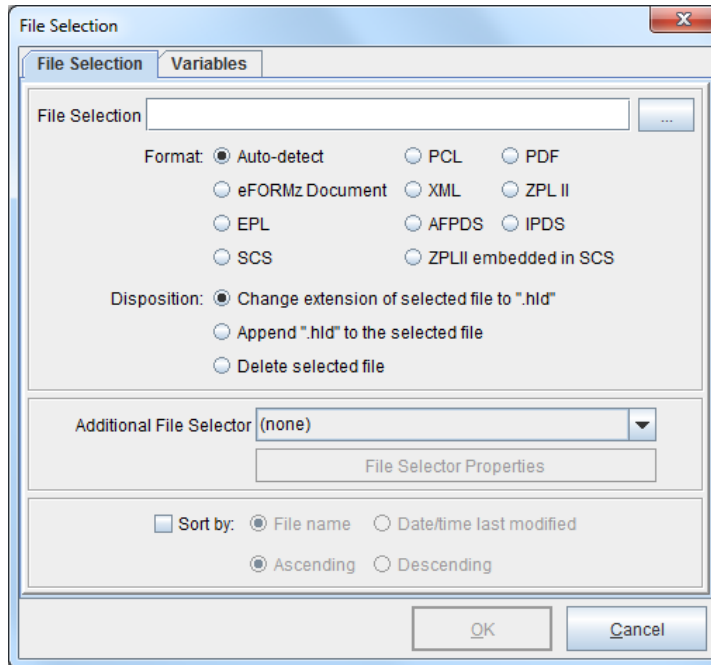 File Selection
File Selection Variables
File Selection ...
Format: Auto-detect PCL PDF
eFORMz Document XML ZPL II
EPL AFPDS IPDS
SCS ZPLII embedded in SCS
Disposition: Change extension of selected file to ".hld"
Append ".hld" to the selected file
Delete selected file
Additional File Selector (none)
File Selector Properties
Sort by: File name Date/time last modified
Ascending Descending
OK Cancel